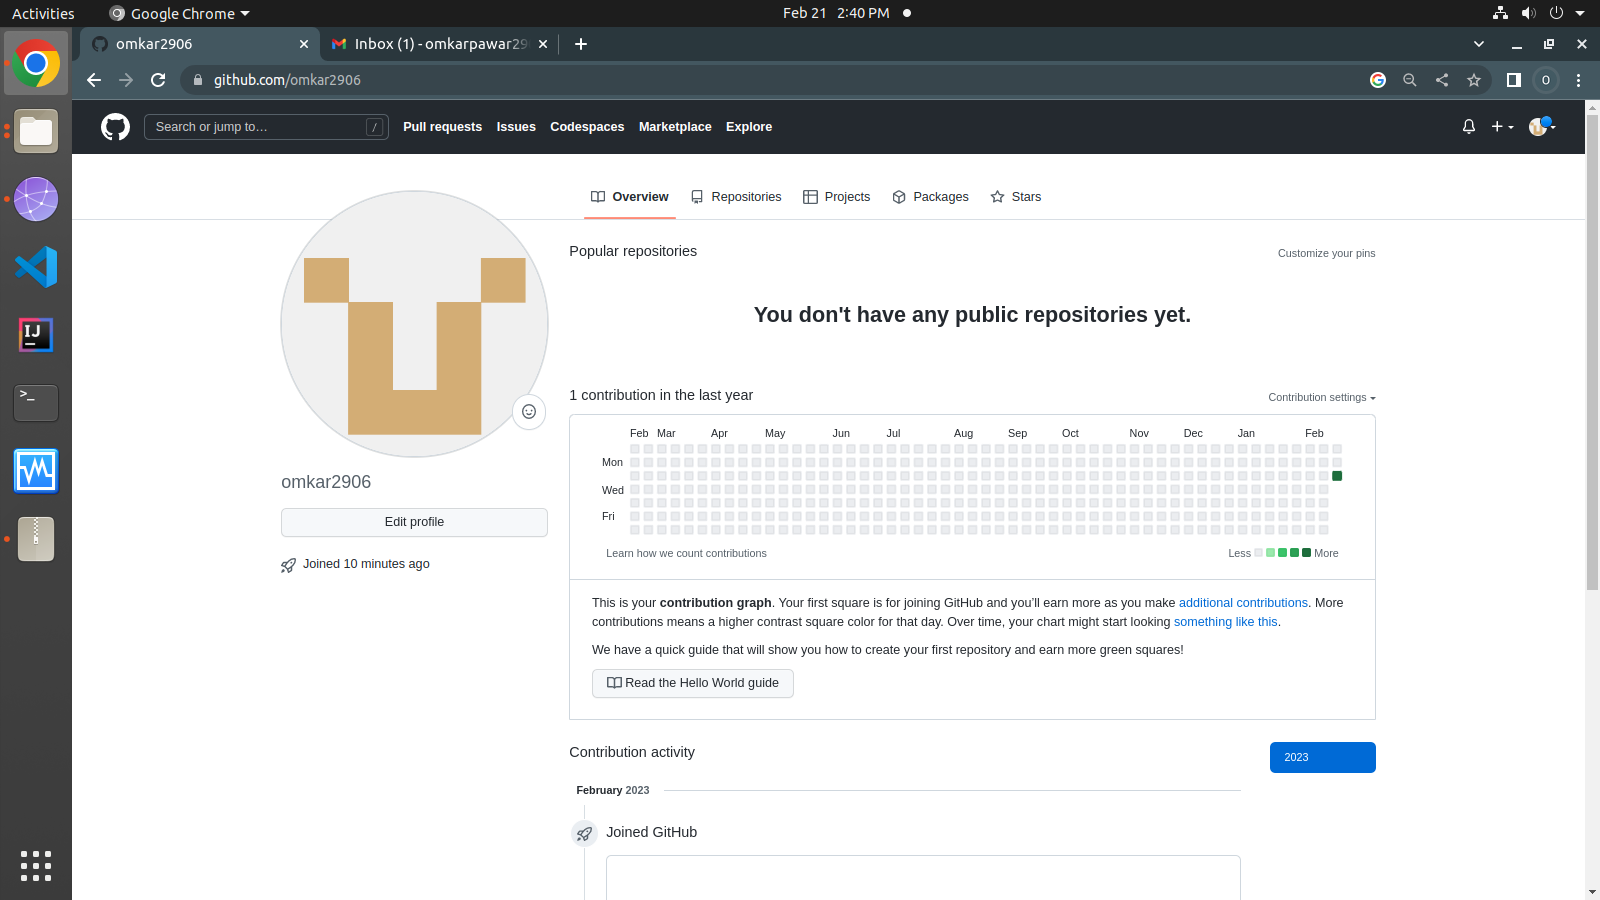 Activities
Google Chrome
Feb 21 2:40 PM
omkar2906
Inbox (1) - omkarpawar29
github.com/omkar2906
O
Search or jump to…
/
Pull requests
Issues
Codespaces
Marketplace
Explore
Overview
Repositories
Projects
Packages
Stars
Popular repositories
Customize your pins
You don't have any public repositories yet.
1 contribution in the last year
Contribution settings
Feb Mar Apr May Jun Jul Aug Sep Oct Nov Dec Jan Feb
Mon
Wed
Fri
Learn how we count contributions
Less More
omkar2906
Edit profile
Joined 10 minutes ago
This is your contribution graph. Your first square is for joining GitHub and you’ll earn more as you make additional contributions. More
contributions means a higher contrast square color for that day. Over time, your chart might start looking something like this.
We have a quick guide that will show you how to create your first repository and earn more green squares!
Read the Hello World guide
Contribution activity
2023
February 2023
Joined GitHub
IJ
>_